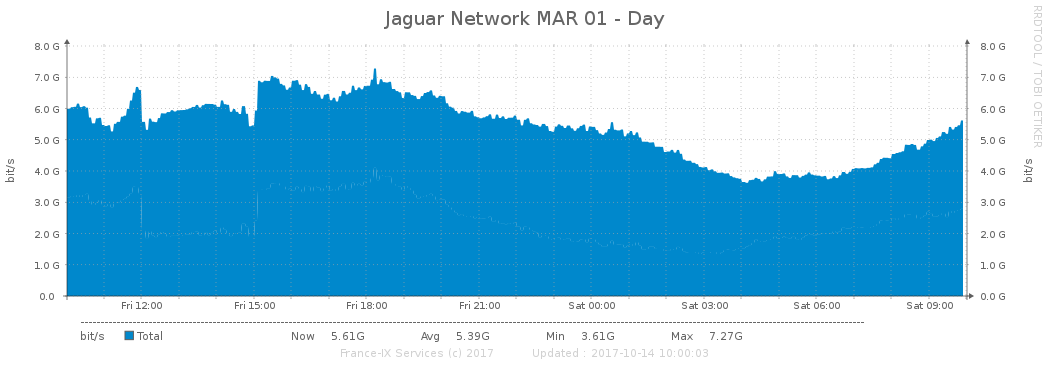 Jaguar Network MAR 01 - Day
RRDTOOL / TOBI OETIKER
bit/s
8.0 G
7.0 G
6.0 G
5.0 G
4.0 G
3.0 G
2.0 G
1.0 G
0.0
8.0 G
7.0 G
6.0 G
5.0 G
4.0 G
3.0 G
2.0 G
1.0 G
0.0 G
bit/s
Fri 12:00 Fri 15:00 Fri 18:00 Fri 21:00 Sat 00:00 Sat 03:00 Sat 06:00 Sat 09:00
bit/s Total Now 5.61G Avg 5.39G Min 3.61G Max 7.27G
France-IX Services (c) 2017 Updated : 2017-10-14 10:00:03